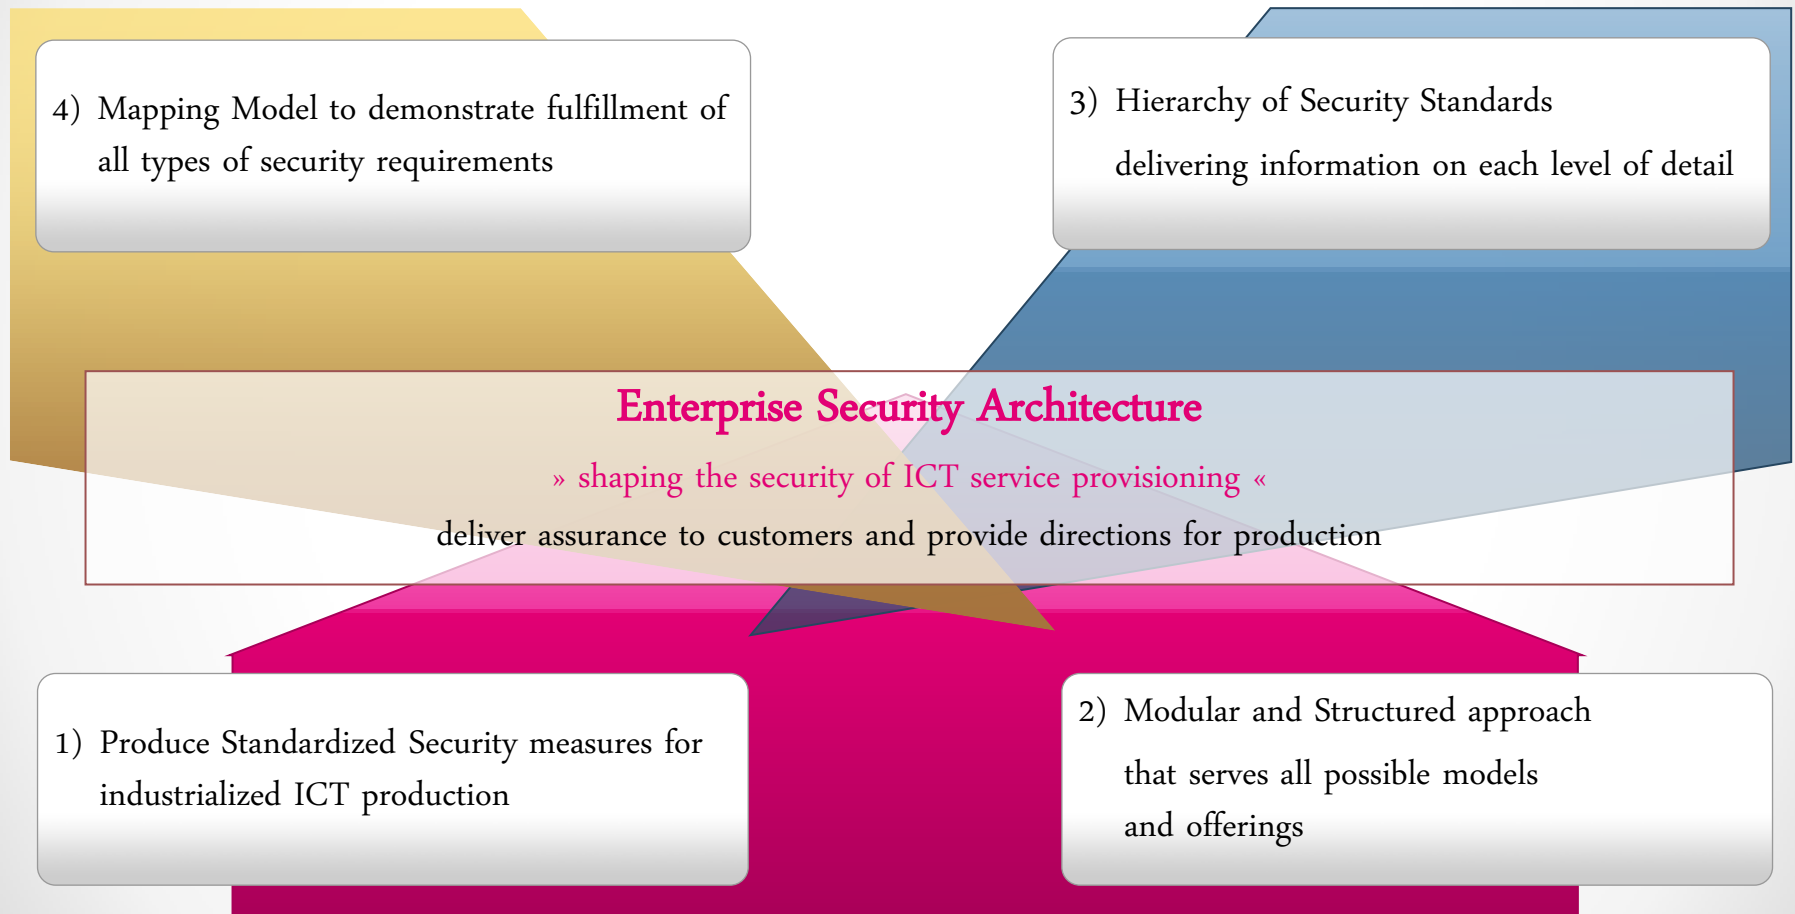 4) Mapping Model to demonstrate fulfillment of
all types of security requirements
3) Hierarchy of Security Standards
delivering information on each level of detail
Enterprise Security Architecture
» shaping the security of ICT service provisioning «
deliver assurance to customers and provide directions for production
1) Produce Standardized Security measures for
industrialized ICT production
2) Modular and Structured approach
that serves all possible models
and offerings